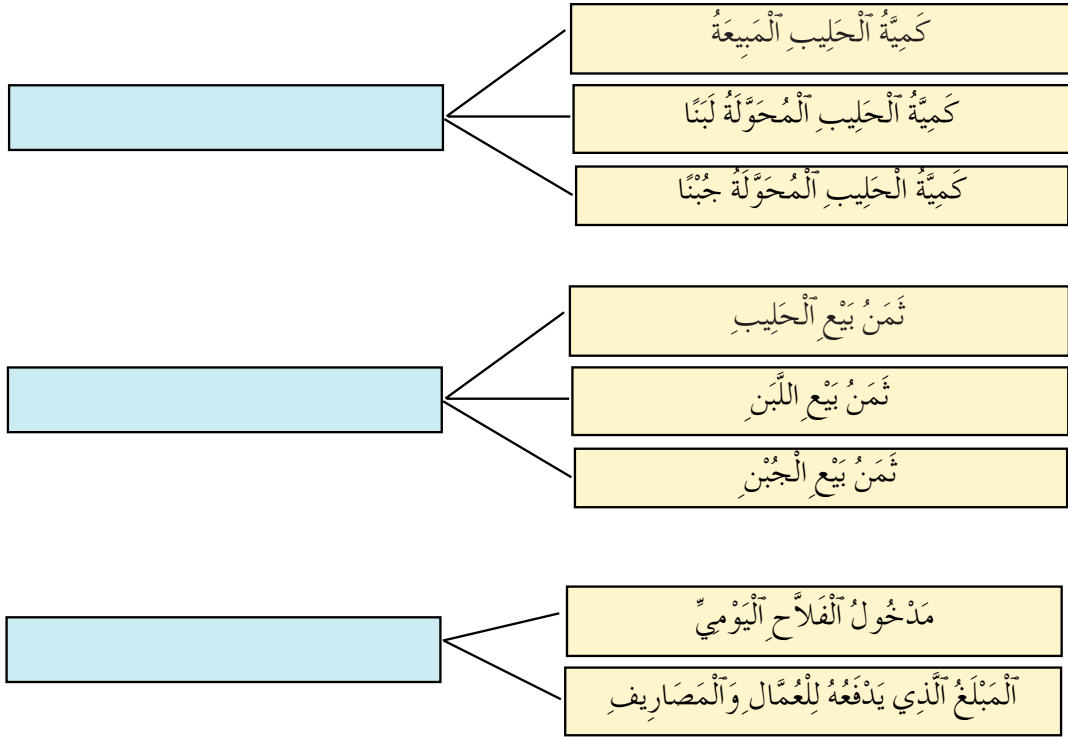 كَمِيَّةُ ٱلْحَلِيبِ ٱلْمَبِيعَةُ
كَمِيَّةُ ٱلْحَلِيبِ ٱلْمُحَوَّلَةُ لَبَنًا
كَمِيَّةُ الْحَلِيبِ ٱلْمُحَوَّلَةُ جُبْنًا
ثَمَنُ بَيْعِ ٱلْحَلِيبِ
ثَمَنُ بَيْعِ اللَّبَنِ
ثَمَنُ بَيْعِ الْجُبْنِ
مَدْخُولُ ٱلْفَلاَّحِ ٱلْيَوْمِيِّ
ٱلْمَبْلَغُ ٱلَّذِي يَدْفَعُهُ لِلْعُمَّالِ وَٱلْمَصَارِيفِ